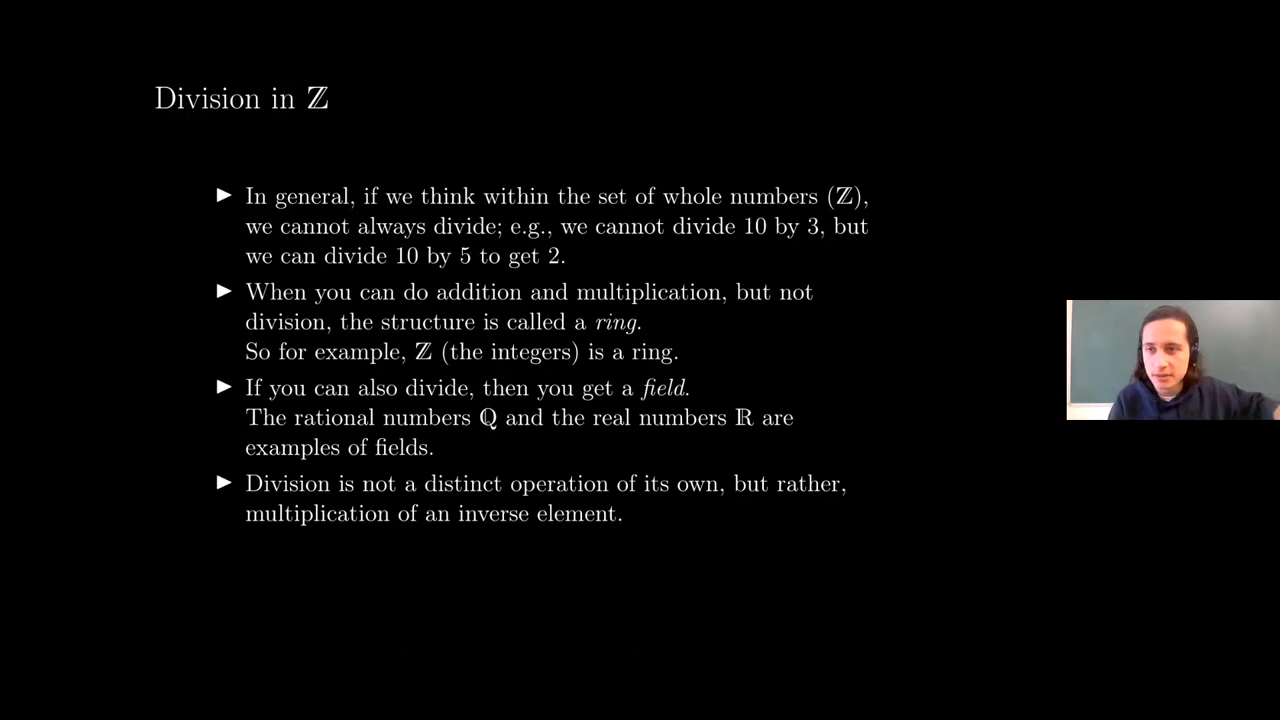 Division in ℤ
▶ In general, if we think within the set of whole numbers (ℤ),
we cannot always divide; e.g., we cannot divide 10 by 3, but
we can divide 10 by 5 to get 2.
▶ When you can do addition and multiplication, but not
division, the structure is called a ring.
So for example, ℤ (the integers) is a ring.
▶ If you can also divide, then you get a field.
The rational numbers ℚ and the real numbers ℝ are
examples of fields.
▶ Division is not a distinct operation of its own, but rather,
multiplication of an inverse element.